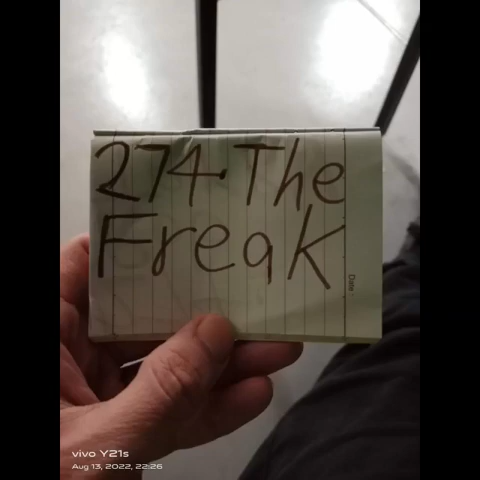 274. The
Freak
Date :
vivo Y21s
Aug 13, 2022, 22:26